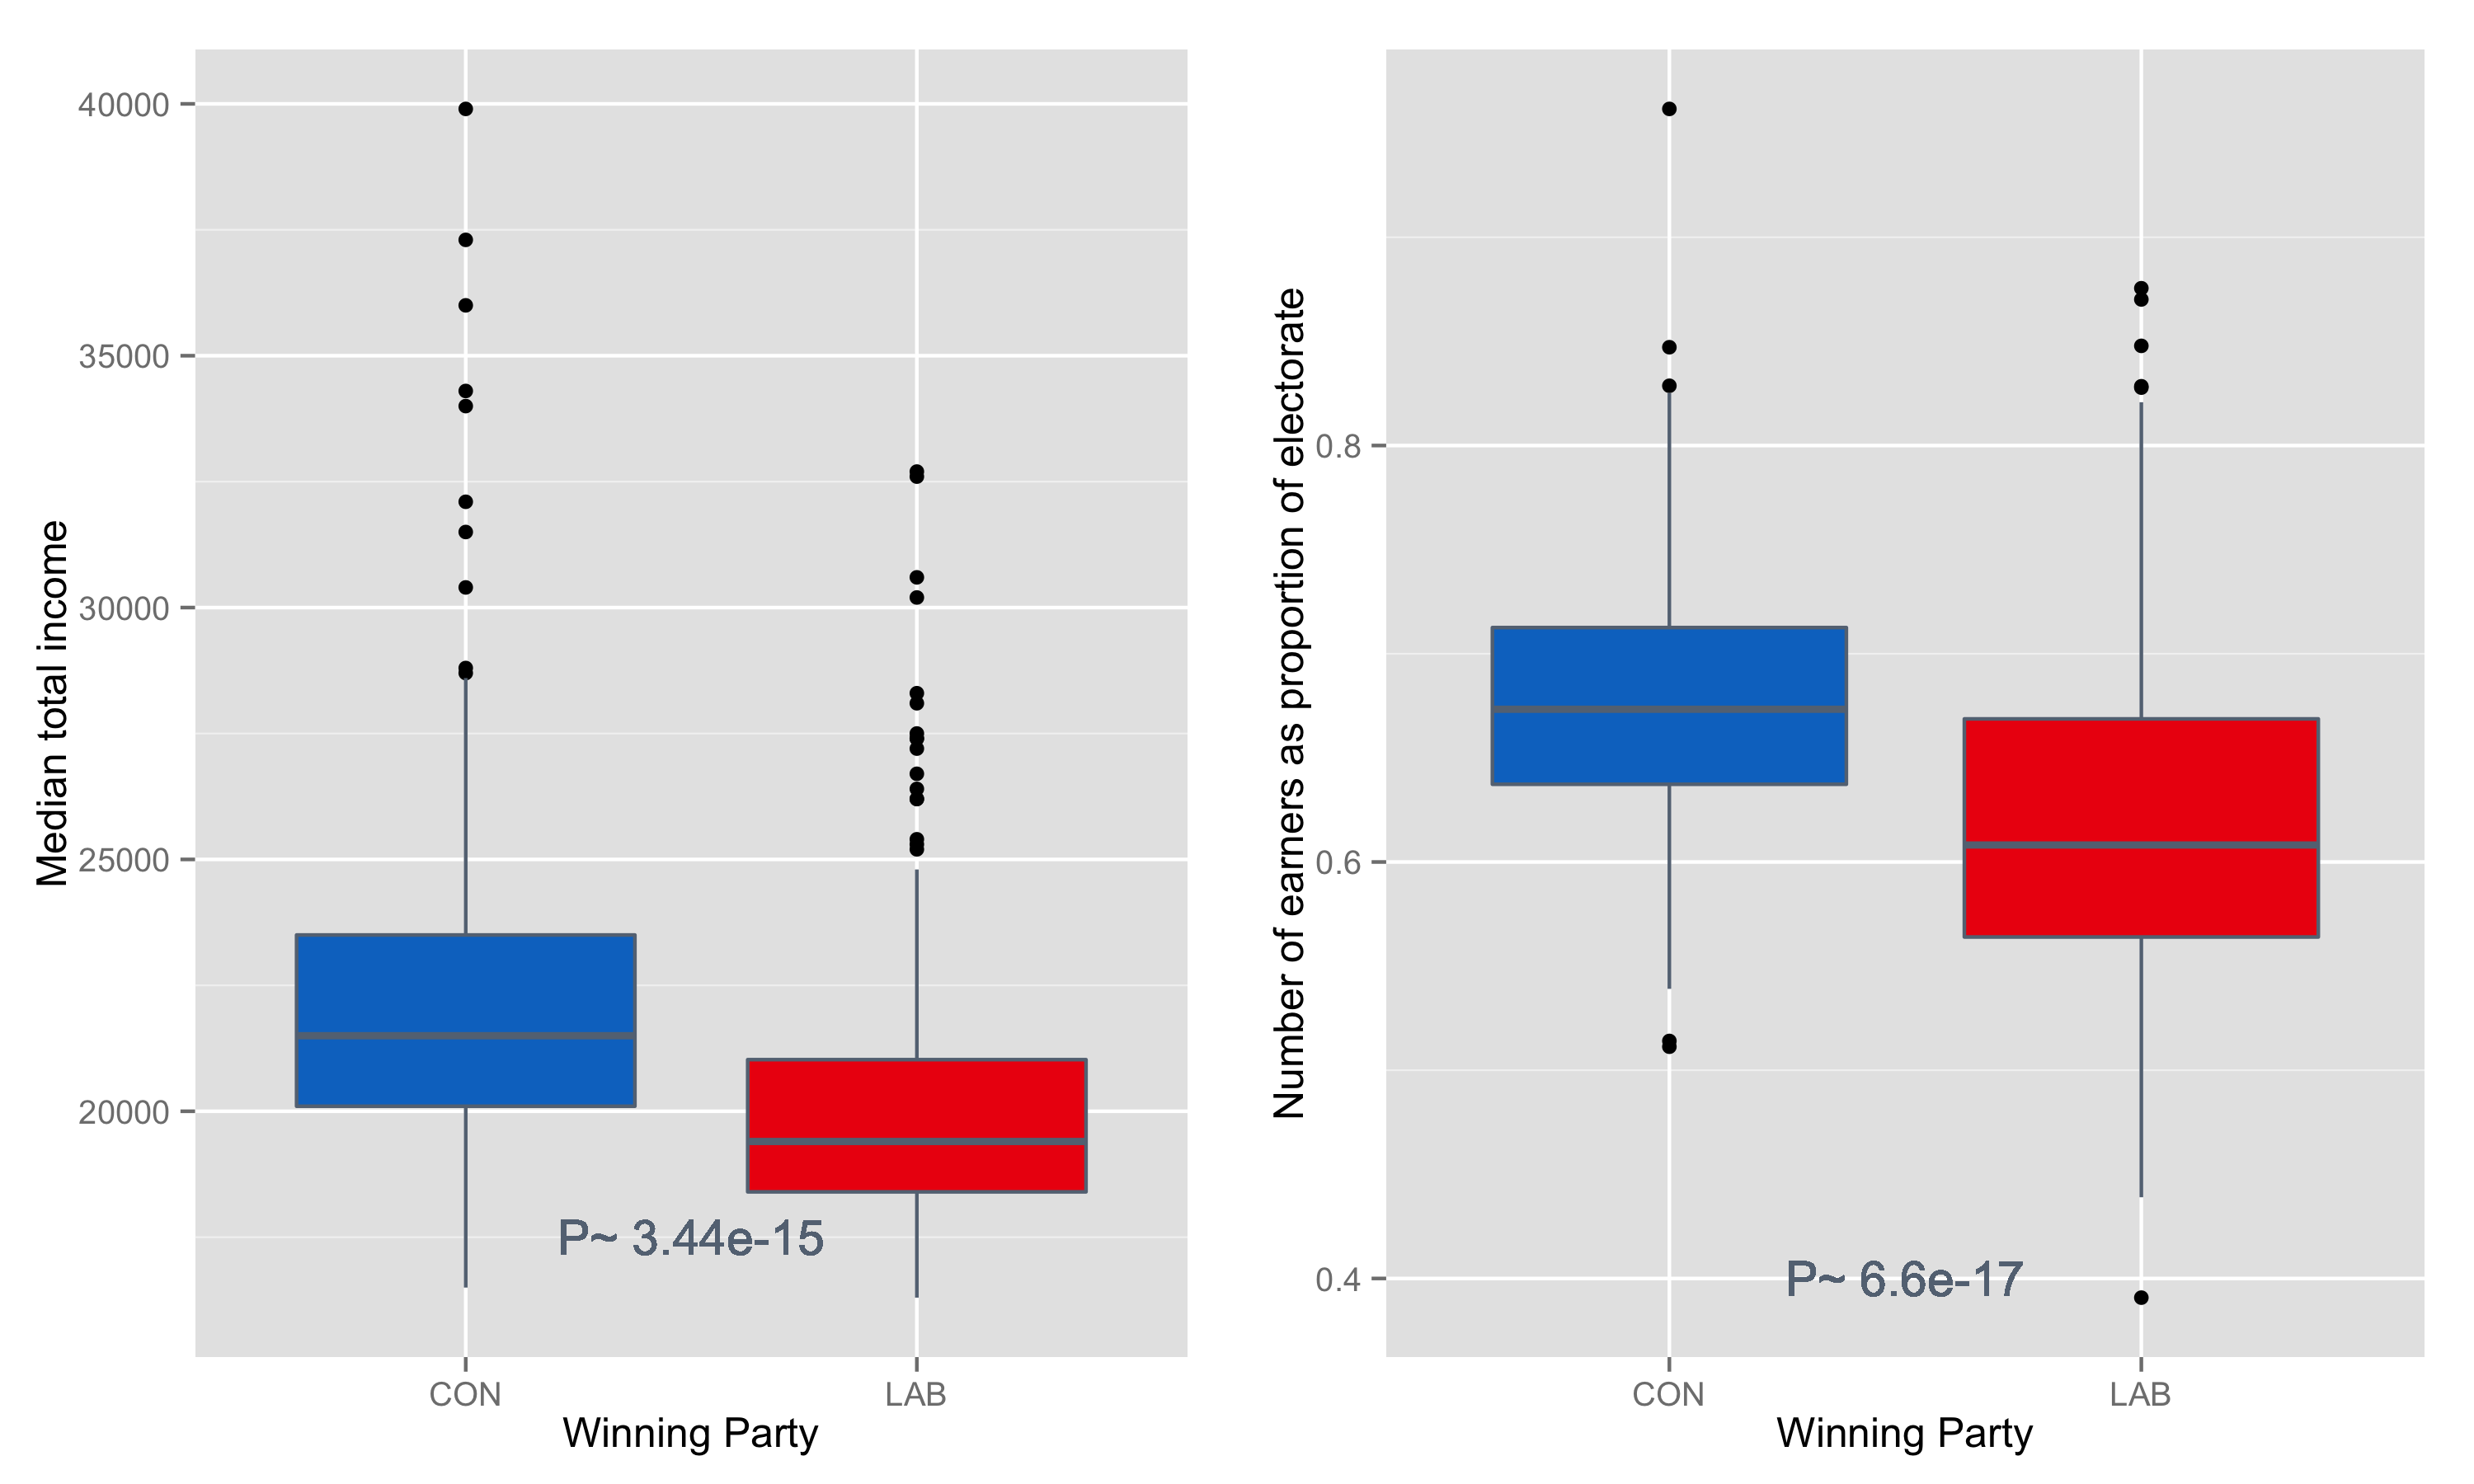 Median total income
40000
35000
30000
25000
20000
P~ 3.44e-15
CON
LAB
Winning Party
Number of earners as proportion of electorate
0.8
0.6
0.4
P~ 6.6e-17
CON
LAB
Winning Party